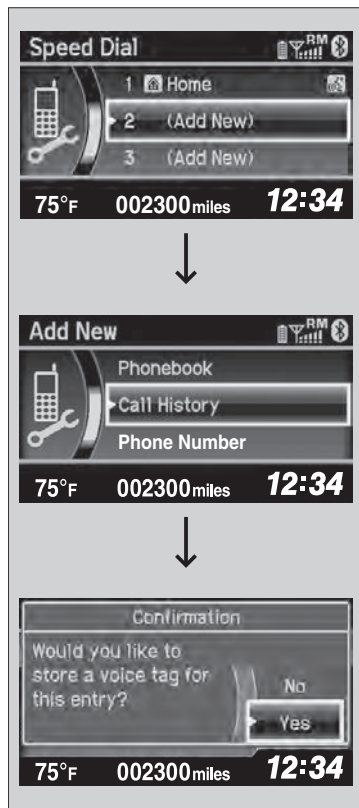 Speed Dial RM
1 Home
2 (Add New)
3 (Add New)
75°F 002300 miles 12:34
Add New RM
Phonebook
Call History
Phone Number
75°F 002300 miles 12:34
Confirmation
Would you like to
store a voice tag for
this entry?
No
Yes
75°F 002300 miles 12:34